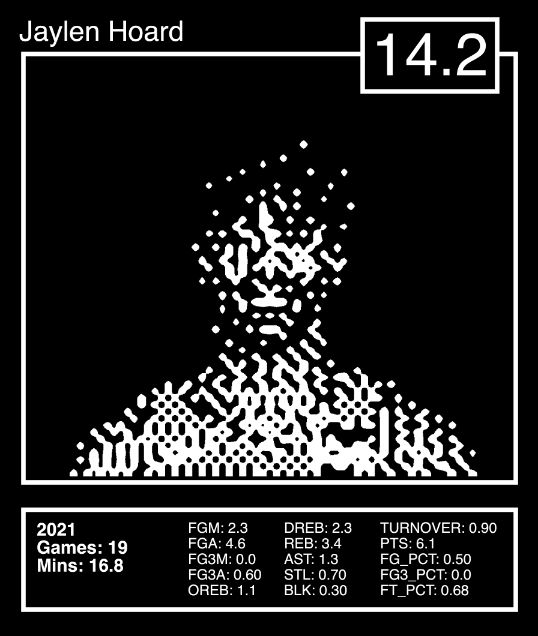 Jaylen Hoard
14.2
2021
Games: 19
Mins: 16.8
FGM: 2.3
FGA: 4.6
FG3M: 0.0
FG3A: 0.60
OREB: 1.1
DREB: 2.3
REB: 3.4
AST: 1.3
STL: 0.70
BLK: 0.30
TURNOVER: 0.90
PTS: 6.1
FG_PCT: 0.50
FG3_PCT: 0.0
FT_PCT: 0.68